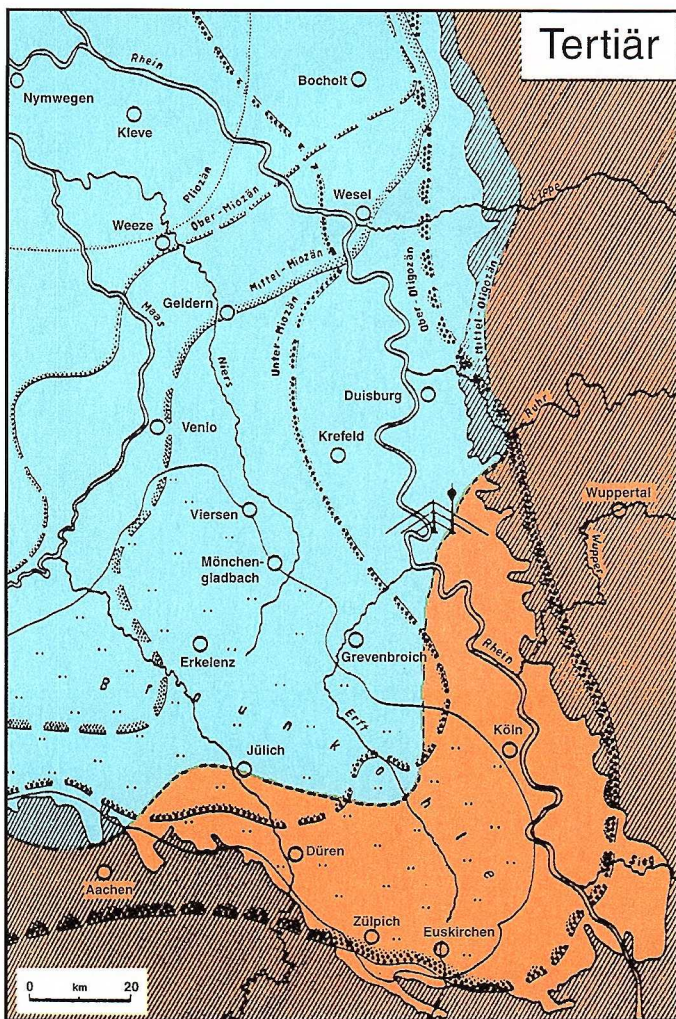 Tertiär
Rhein
Bocholt
Nymwegen
Kleve
Pliozän
Ober-Miozän
Wesel
Lippe
Weeze
Mittel-Miozän
Ober-Oligozän
Mittel-Oligozän
Geldern
Maas
Unter-Miozän
Niers
Duisburg
Ruhr
Venlo
Krefeld
Wuppertal
Viersen
Mönchen-
gladbach
Wupper
Erkelenz
Grevenbroich
Rhein
Braunkohle
Erft
Köln
Jülich
Düren
Sieg
Aachen
Zülpich
Euskirchen
0 km 20